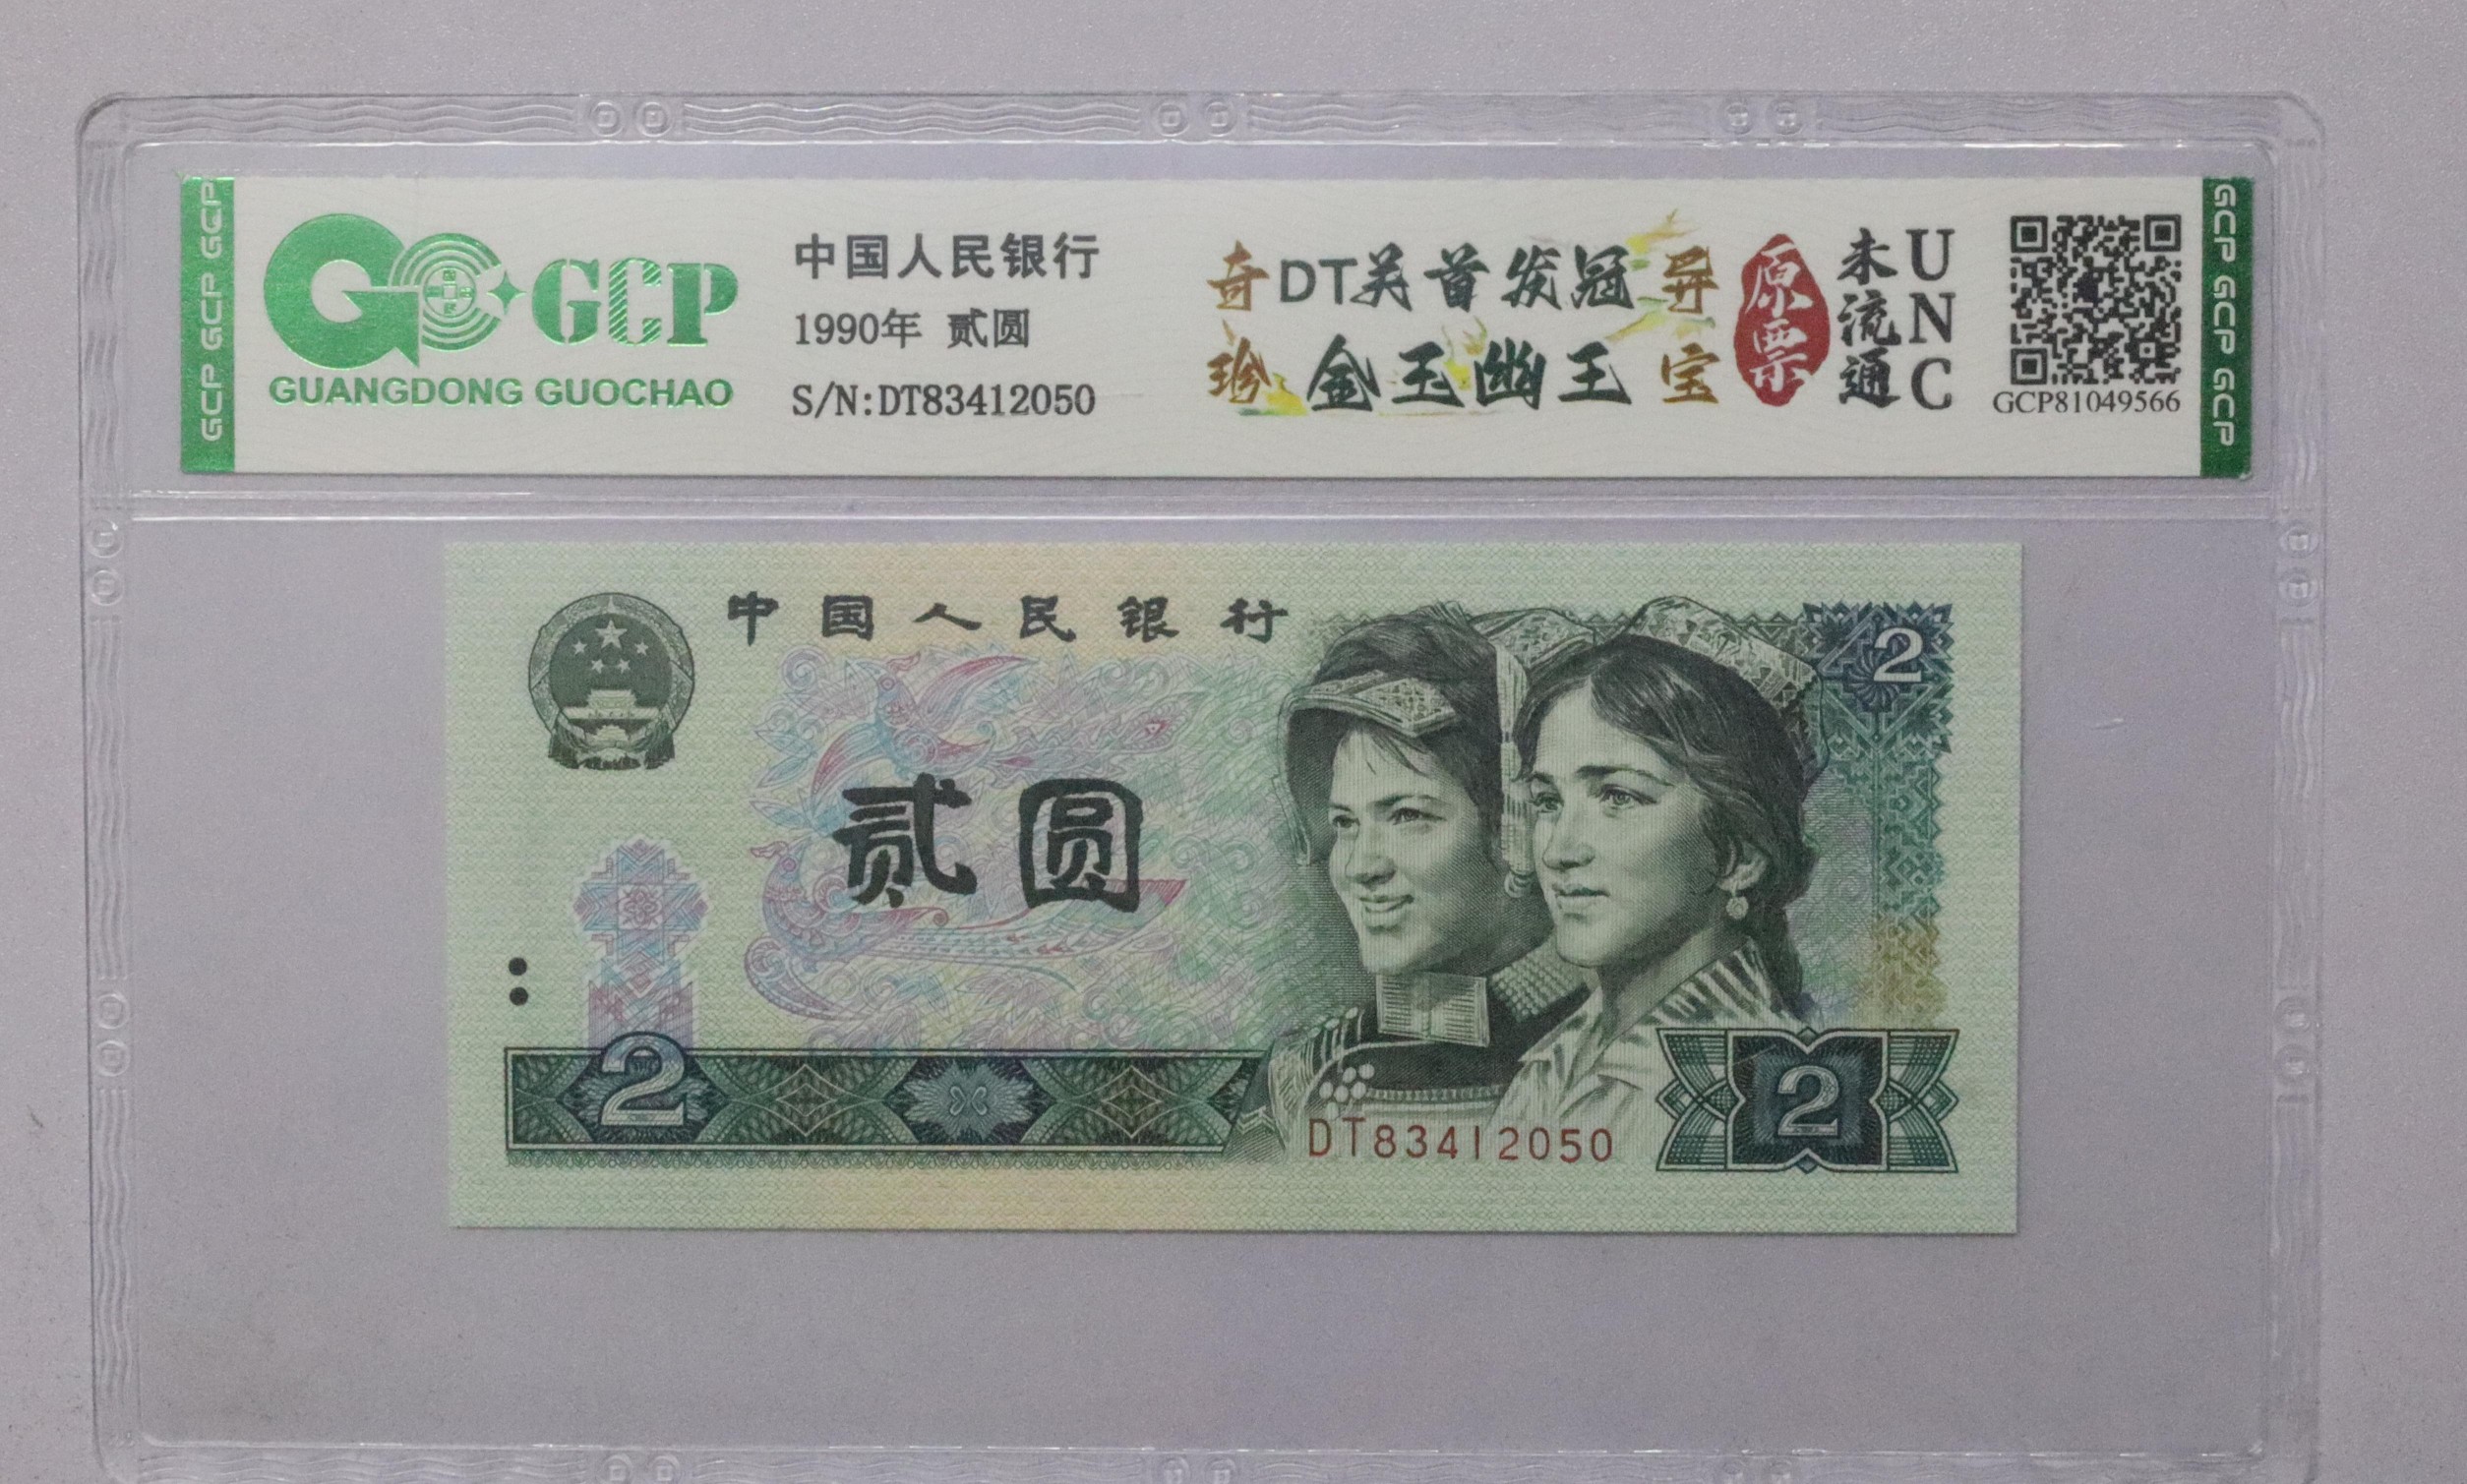 GCP GCP GCP
GCP
GUANGDONG GUOCHAO
中国人民银行
1990年 贰圆
S/N:DT83412050
奇 DT关首发冠 异
珍 金玉幽王 宝
原票
未流通
UNC
GCP81049566
GCP GCP GCP
中国人民银行
2
贰圆
2
DT83412050
2